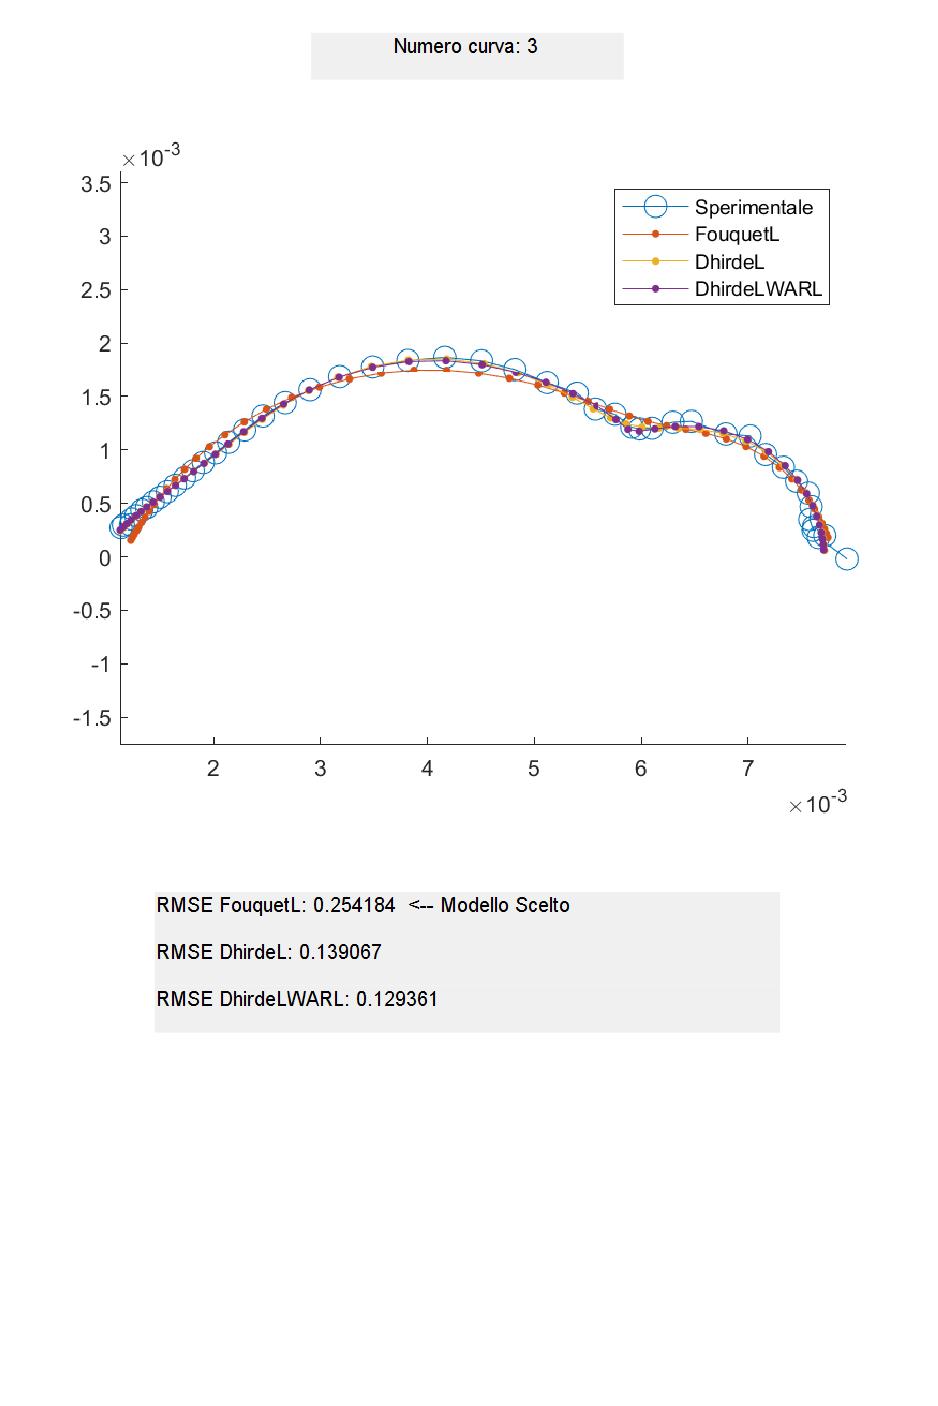 Numero curva: 3
×10-3
3.5
3
2.5
2
1.5
1
0.5
0
-0.5
-1
-1.5
Sperimentale
FouquetL
DhirdeL
DhirdeLWARL
2 3 4 5 6 7
×10-3
RMSE FouquetL: 0.254184 <-- Modello Scelto
RMSE DhirdeL: 0.139067
RMSE DhirdeLWARL: 0.129361